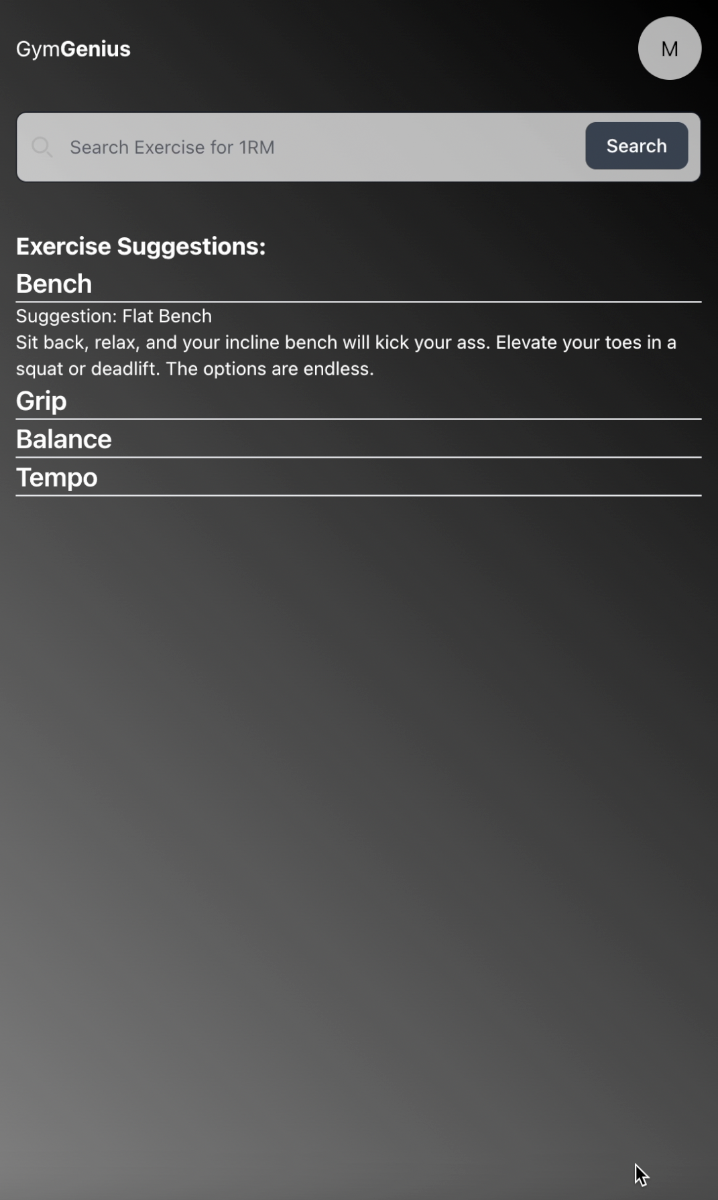 GymGenius
M
Search Exercise for 1RM
Search
Exercise Suggestions:
Bench
Suggestion: Flat Bench
Sit back, relax, and your incline bench will kick your ass. Elevate your toes in a
squat or deadlift. The options are endless.
Grip
Balance
Tempo